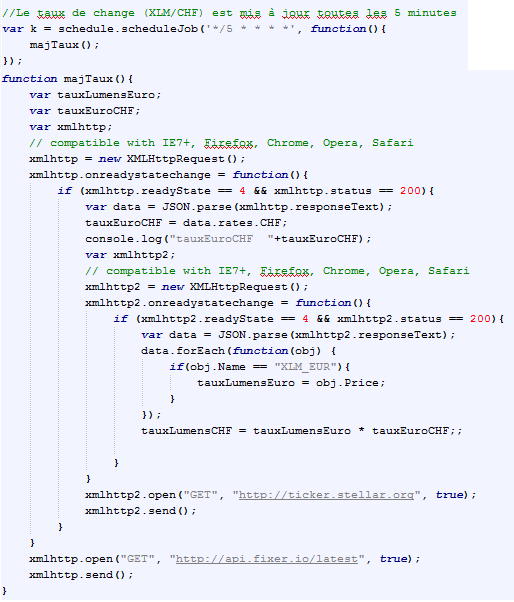 //Le taux de change (XLM/CHF) est mis à jour toutes les 5 minutes
var k = schedule.scheduleJob('*/5 * * * *', function(){
    majTaux();
});
function majTaux(){
    var tauxLumensEuro;
    var tauxEuroCHF;
    var xmlhttp;
    // compatible with IE7+, Firefox, Chrome, Opera, Safari
    xmlhttp = new XMLHttpRequest();
    xmlhttp.onreadystatechange = function(){
        if (xmlhttp.readyState == 4 && xmlhttp.status == 200){
            var data = JSON.parse(xmlhttp.responseText);
            tauxEuroCHF = data.rates.CHF;
            console.log("tauxEuroCHF  "+tauxEuroCHF);
            var xmlhttp2;
            // compatible with IE7+, Firefox, Chrome, Opera, Safari
            xmlhttp2 = new XMLHttpRequest();
            xmlhttp2.onreadystatechange = function(){
                if (xmlhttp2.readyState == 4 && xmlhttp2.status == 200){
                    var data = JSON.parse(xmlhttp2.responseText);
                    data.forEach(function(obj) {
                        if(obj.Name == "XLM_EUR"){
                            tauxLumensEuro = obj.Price;
                        }
                    });
                    tauxLumensCHF = tauxLumensEuro * tauxEuroCHF;;
                }
            }
            xmlhttp2.open("GET", "http://ticker.stellar.org", true);
            xmlhttp2.send();
        }
    }
    xmlhttp.open("GET", "http://api.fixer.io/latest", true);
    xmlhttp.send();
}